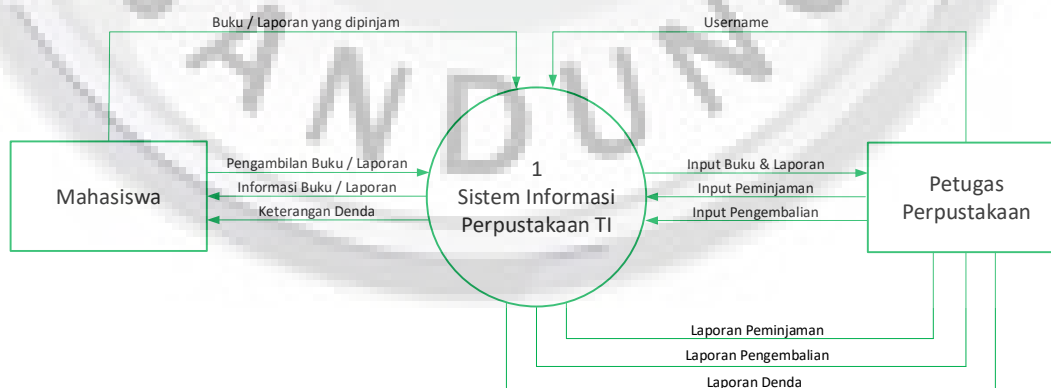 Buku / Laporan yang dipinjam
Username
ANDUN
Pengambilan Buku / Laporan
Informasi Buku / Laporan
Keterangan Denda
Mahasiswa
1
Sistem Informasi
Perpustakaan TI
Input Buku & Laporan
Input Peminjaman
Input Pengembalian
Petugas
Perpustakaan
Laporan Peminjaman
Laporan Pengembalian
Laporan Denda